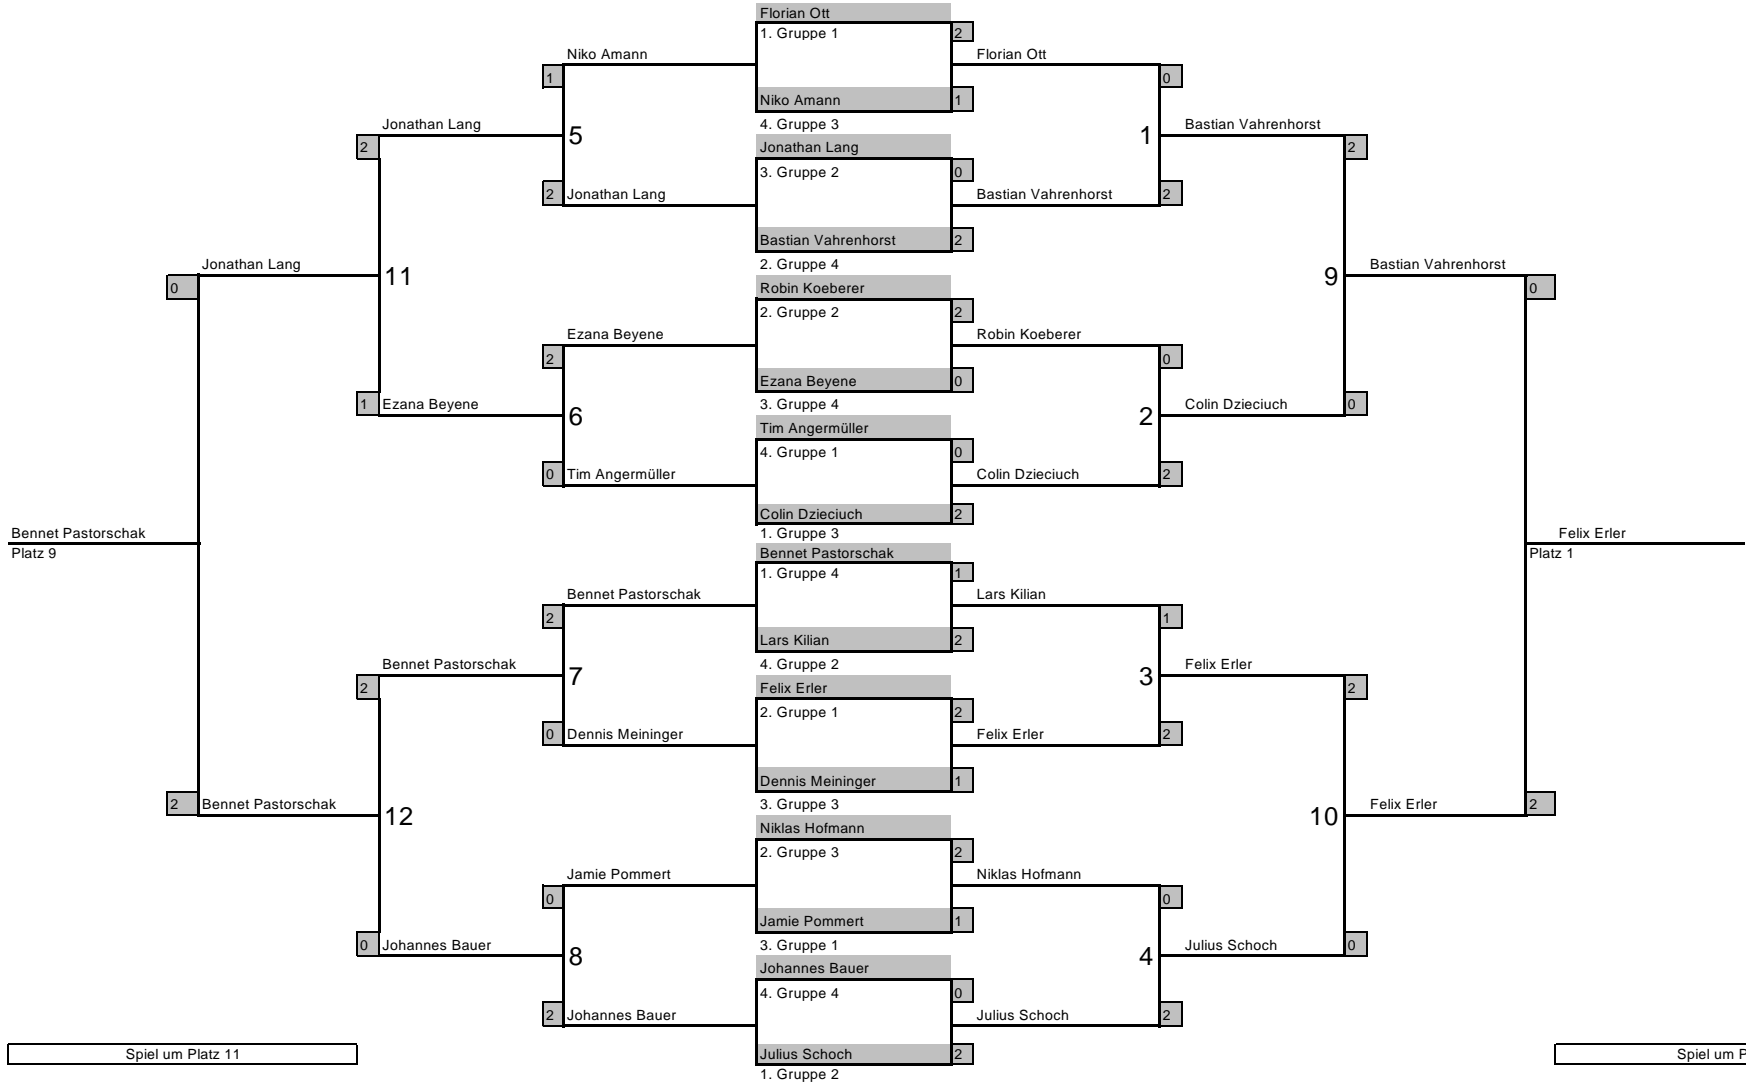 Florian Ott
1. Gruppe 1
2
Niko Amann
Florian Ott
1
0
Niko Amann
1
4. Gruppe 3
Jonathan Lang
5
1
Bastian Vahrenhorst
2
Jonathan Lang
2
3. Gruppe 2
0
2
Jonathan Lang
Bastian Vahrenhorst
2
Bastian Vahrenhorst
2
2. Gruppe 4
Jonathan Lang
11
9
Bastian Vahrenhorst
0
Robin Koeberer
0
2. Gruppe 2
2
Ezana Beyene
Robin Koeberer
2
0
Ezana Beyene
0
1
Ezana Beyene
3. Gruppe 4
Colin Dzieciuch
0
6
2
Tim Angermüller
4. Gruppe 1
0
0
Tim Angermüller
Colin Dzieciuch
2
Colin Dzieciuch
2
Bennet Pastorschak
1. Gruppe 3
Felix Erler
Platz 9
Bennet Pastorschak
Platz 1
1. Gruppe 4
1
Bennet Pastorschak
Lars Kilian
2
1
Lars Kilian
2
Bennet Pastorschak
4. Gruppe 2
Felix Erler
7
3
2
Felix Erler
2
2. Gruppe 1
2
0
Dennis Meininger
Felix Erler
2
Dennis Meininger
1
2
Bennet Pastorschak
3. Gruppe 3
Felix Erler
2
12
10
Niklas Hofmann
2. Gruppe 3
2
Jamie Pommert
Niklas Hofmann
0
0
Jamie Pommert
1
0
Johannes Bauer
3. Gruppe 1
Julius Schoch
0
8
4
Johannes Bauer
4. Gruppe 4
0
2
Johannes Bauer
Julius Schoch
2
Spiel um Platz 11
Julius Schoch
2
Spiel um P
1. Gruppe 2